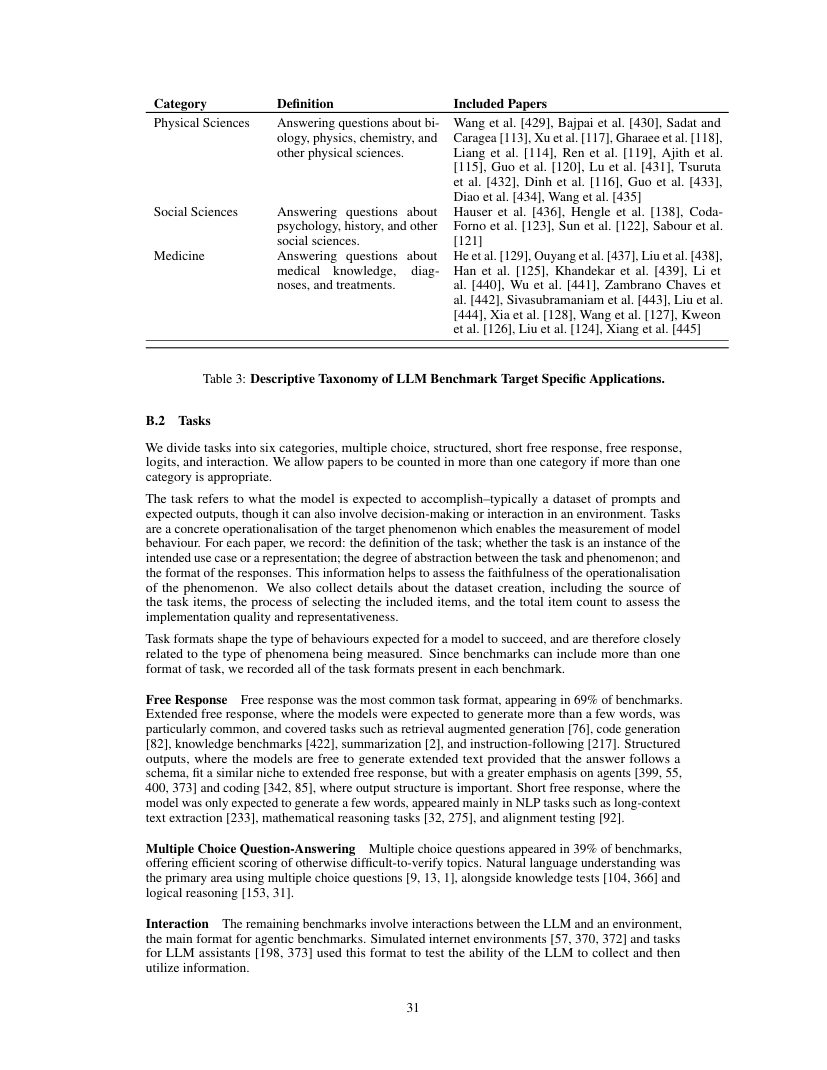 Category Definition Included Papers
Physical Sciences Answering questions about bi- Wang et al. [429], Bajpai et al. [430], Sadat and
ology, physics, chemistry, and Caragea [113], Xu et al. [117], Gharaee et al. [118],
other physical sciences. Liang et al. [114], Ren et al. [119], Ajith et al.
[115], Guo et al. [120], Lu et al. [431], Tsuruta
et al. [432], Dinh et al. [116], Guo et al. [433],
Diao et al. [434], Wang et al. [435]
Social Sciences Answering questions about Hauser et al. [436], Hengle et al. [138], Coda-
psychology, history, and other Forno et al. [123], Sun et al. [122], Sabour et al.
social sciences. [121]
Medicine Answering questions about He et al. [129], Ouyang et al. [437], Liu et al. [438],
medical knowledge, diag- Han et al. [125], Khandekar et al. [439], Li et
noses, and treatments. al. [440], Wu et al. [441], Zambrano Chaves et
al. [442], Sivasubramaniam et al. [443], Liu et al.
[444], Xia et al. [128], Wang et al. [127], Kweon
et al. [126], Liu et al. [124], Xiang et al. [445]
Table 3: Descriptive Taxonomy of LLM Benchmark Target Specific Applications.
B.2 Tasks
We divide tasks into six categories, multiple choice, structured, short free response, free response,
logits, and interaction. We allow papers to be counted in more than one category if more than one
category is appropriate.
The task refers to what the model is expected to accomplish–typically a dataset of prompts and
expected outputs, though it can also involve decision-making or interaction in an environment. Tasks
are a concrete operationalisation of the target phenomenon which enables the measurement of model
behaviour. For each paper, we record: the definition of the task; whether the task is an instance of the
intended use case or a representation; the degree of abstraction between the task and phenomenon; and
the format of the responses. This information helps to assess the faithfulness of the operationalisation
of the phenomenon. We also collect details about the dataset creation, including the source of
the task items, the process of selecting the included items, and the total item count to assess the
implementation quality and representativeness.
Task formats shape the type of behaviours expected for a model to succeed, and are therefore closely
related to the type of phenomena being measured. Since benchmarks can include more than one
format of task, we recorded all of the task formats present in each benchmark.
Free Response Free response was the most common task format, appearing in 69% of benchmarks.
Extended free response, where the models were expected to generate more than a few words, was
particularly common, and covered tasks such as retrieval augmented generation [76], code generation
[82], knowledge benchmarks [422], summarization [2], and instruction-following [217]. Structured
outputs, where the models are free to generate extended text provided that the answer follows a
schema, fit a similar niche to extended free response, but with a greater emphasis on agents [399, 55,
400, 373] and coding [342, 85], where output structure is important. Short free response, where the
model was only expected to generate a few words, appeared mainly in NLP tasks such as long-context
text extraction [233], mathematical reasoning tasks [32, 275], and alignment testing [92].
Multiple Choice Question-Answering Multiple choice questions appeared in 39% of benchmarks,
offering efficient scoring of otherwise difficult-to-verify topics. Natural language understanding was
the primary area using multiple choice questions [9, 13, 1], alongside knowledge tests [104, 366] and
logical reasoning [153, 31].
Interaction The remaining benchmarks involve interactions between the LLM and an environment,
the main format for agentic benchmarks. Simulated internet environments [57, 370, 372] and tasks
for LLM assistants [198, 373] used this format to test the ability of the LLM to collect and then
utilize information.
31